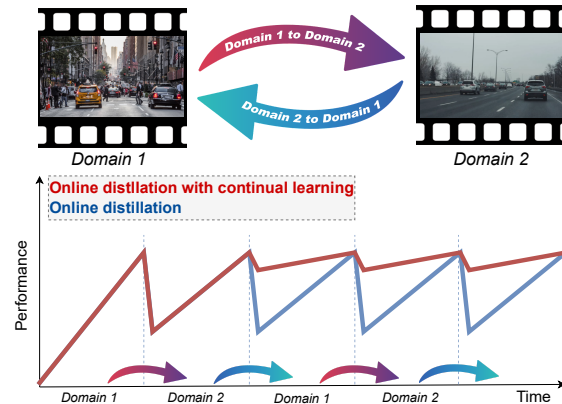 Domain 1 to Domain 2
Domain 2 to Domain 1
Domain 1
Domain 2
Online distllation with continual learning
Online distillation
Performance
Domain 1
Domain 2
Domain 1
Domain 2
Time